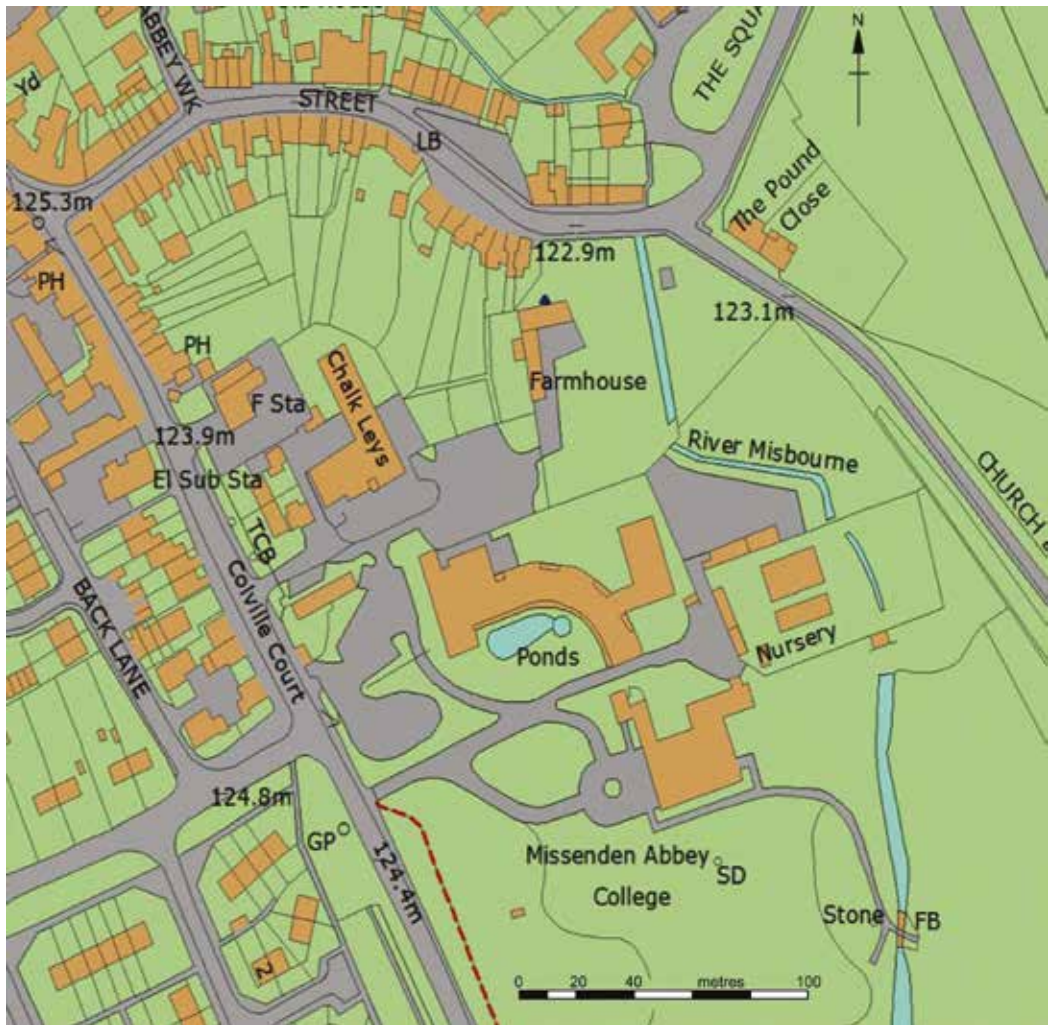 ABBEY WK
Yd
STREET
LB
THE SQUA
N
125.3m
PH
The Pound
Close
122.9m
123.1m
PH
Chalk Leys
Farmhouse
F Sta
123.9m
El Sub Sta
River Misbourne
CHURCH
TCB
Colville Court
BACK LANE
Ponds
Nursery
124.8m
GP
124.4m
Missenden Abbey
College
SD
Stone
FB
2
metres
0 20 40 60 100